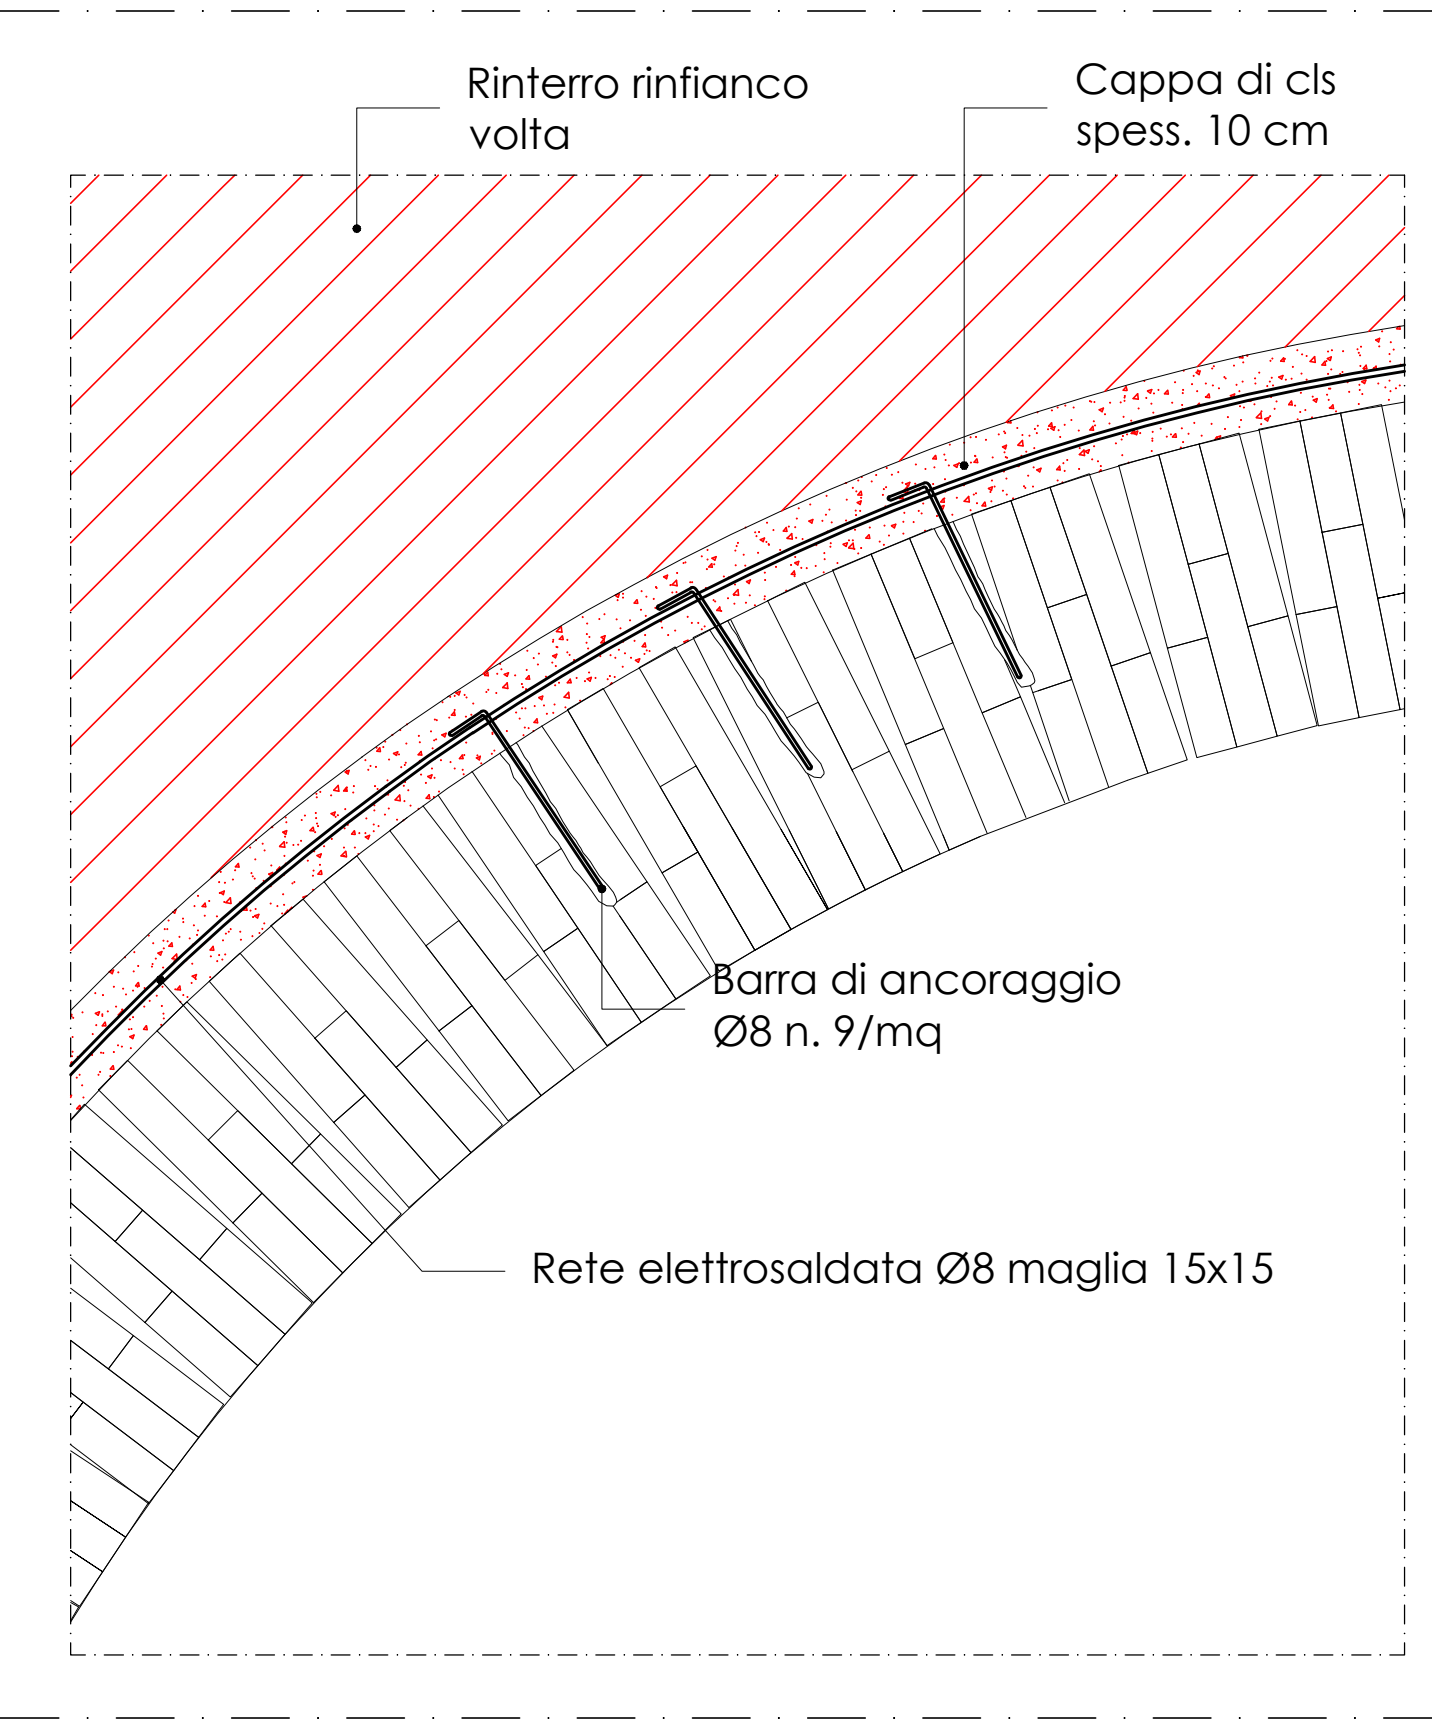 Rinterro rinfianco
volta
Cappa di cls
spess. 10 cm
Barra di ancoraggio
Ø8 n. 9/mq
Rete elettrosaldata Ø8 maglia 15x15